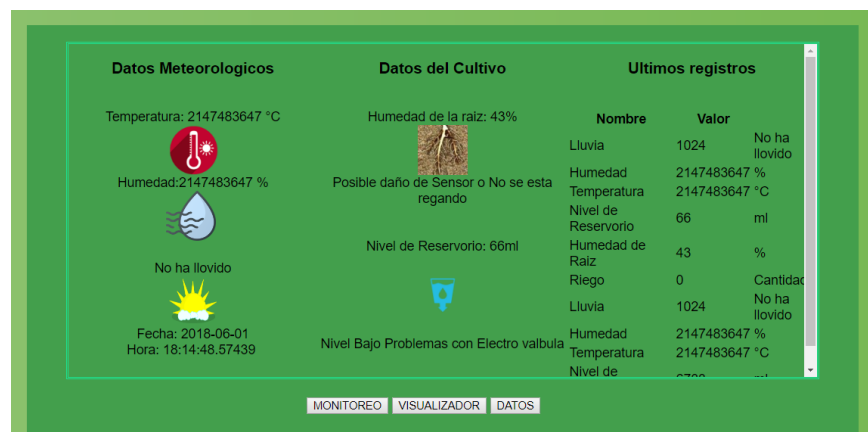 Datos Meteorologicos
Temperatura: 2147483647 °C
Humedad:2147483647 %
No ha llovido
Fecha: 2018-06-01
Hora: 18:14:48.57439
Datos del Cultivo
Humedad de la raiz: 43%
Posible daño de Sensor o No se esta
regando
Nivel de Reservorio: 66ml
Nivel Bajo Problemas con Electro valbula
Ultimos registros
Nombre Valor
Lluvia 1024 No ha
llovido
Humedad 2147483647 %
Temperatura 2147483647 °C
Nivel de
Reservorio 66 ml
Humedad de
Raiz 43 %
Riego 0 Cantidad
Lluvia 1024 No ha
llovido
Humedad 2147483647 %
Temperatura 2147483647 °C
Nivel de
MONITOREO VISUALIZADOR DATOS